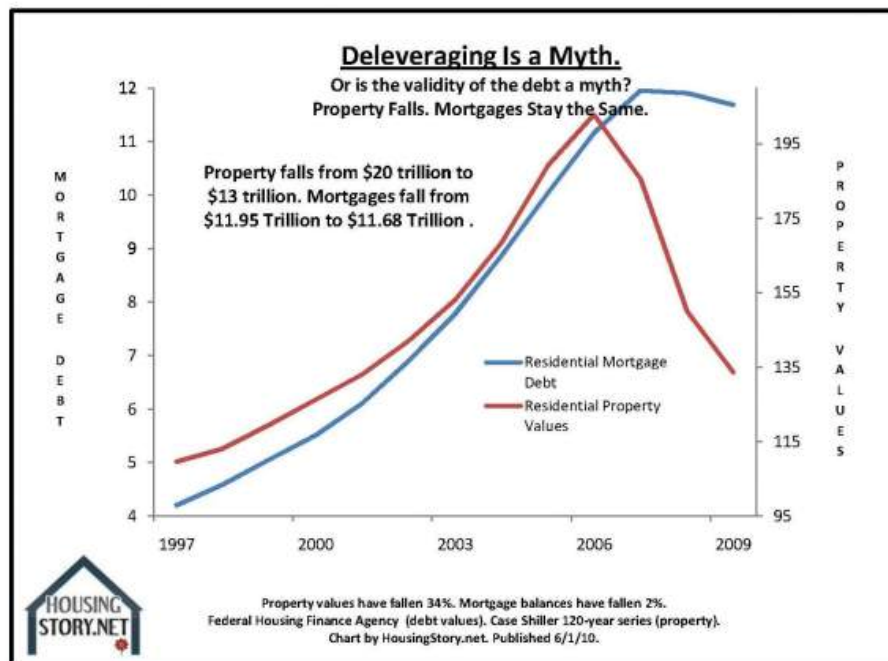 Deleveraging Is a Myth.
Or is the validity of the debt a myth?
Property Falls. Mortgages Stay the Same.
Property falls from $20 trillion to
$13 trillion. Mortgages fall from
$11.95 Trillion to $11.68 Trillion .
MORTGAGE DEBT
12
11
10
9
8
7
6
5
4
195
175
155
135
115
95
PROPERTY VALUES
Residential Mortgage
Debt
Residential Property
Values
1997
2000
2003
2006
2009
HOUSING
STORY.NET
Property values have fallen 34%. Mortgage balances have fallen 2%.
Federal Housing Finance Agency (debt values). Case Shiller 120-year series (property).
Chart by HousingStory.net. Published 6/1/10.